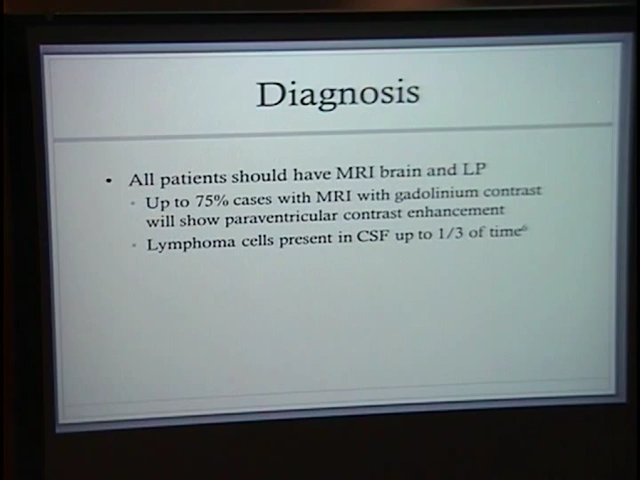 Diagnosis
• All patients should have MRI brain and LP
• Up to 75% cases with MRI with gadolinium contrast
will show paraventricular contrast enhancement
• Lymphoma cells present in CSF up to 1/3 of time